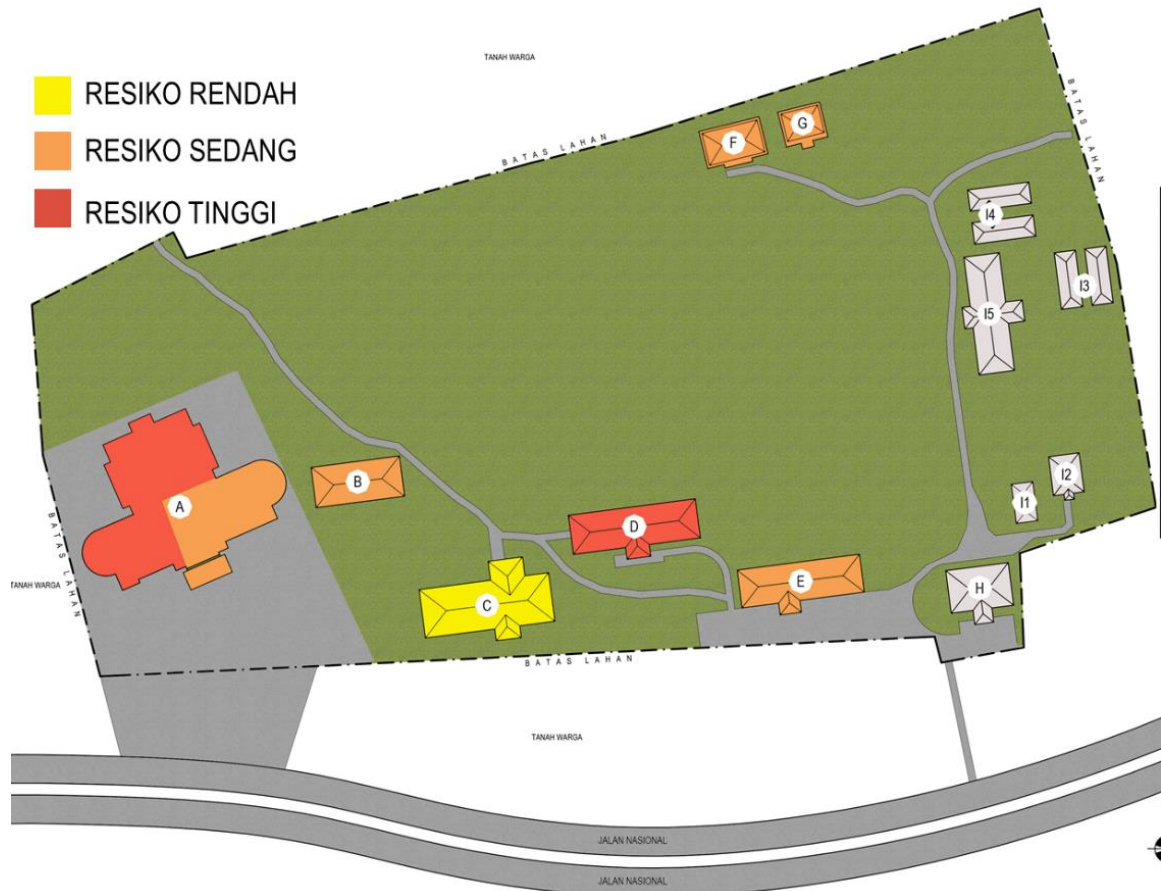 TANAH WARGA
RESIKO RENDAH
RESIKO SEDANG
RESIKO TINGGI
BATAS LAHAN
BATAS LAHAN
F
G
I4
I3
I5
A
B
I2
I1
D
C
E
H
BATAS LAHAN
TANAH WARGA
BATAS LAHAN
TANAH WARGA
JALAN NASIONAL
JALAN NASIONAL